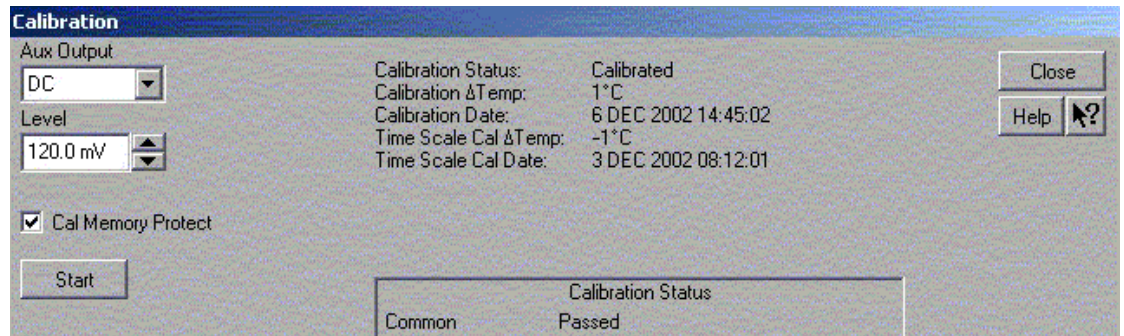 Calibration
Aux Output
DC
Level
120.0 mV
Cal Memory Protect
Start
Calibration Status: Calibrated
Calibration ΔTemp: 1°C
Calibration Date: 6 DEC 2002 14:45:02
Time Scale Cal ΔTemp: -1°C
Time Scale Cal Date: 3 DEC 2002 08:12:01
Close
Help ?
Calibration Status
Common Passed